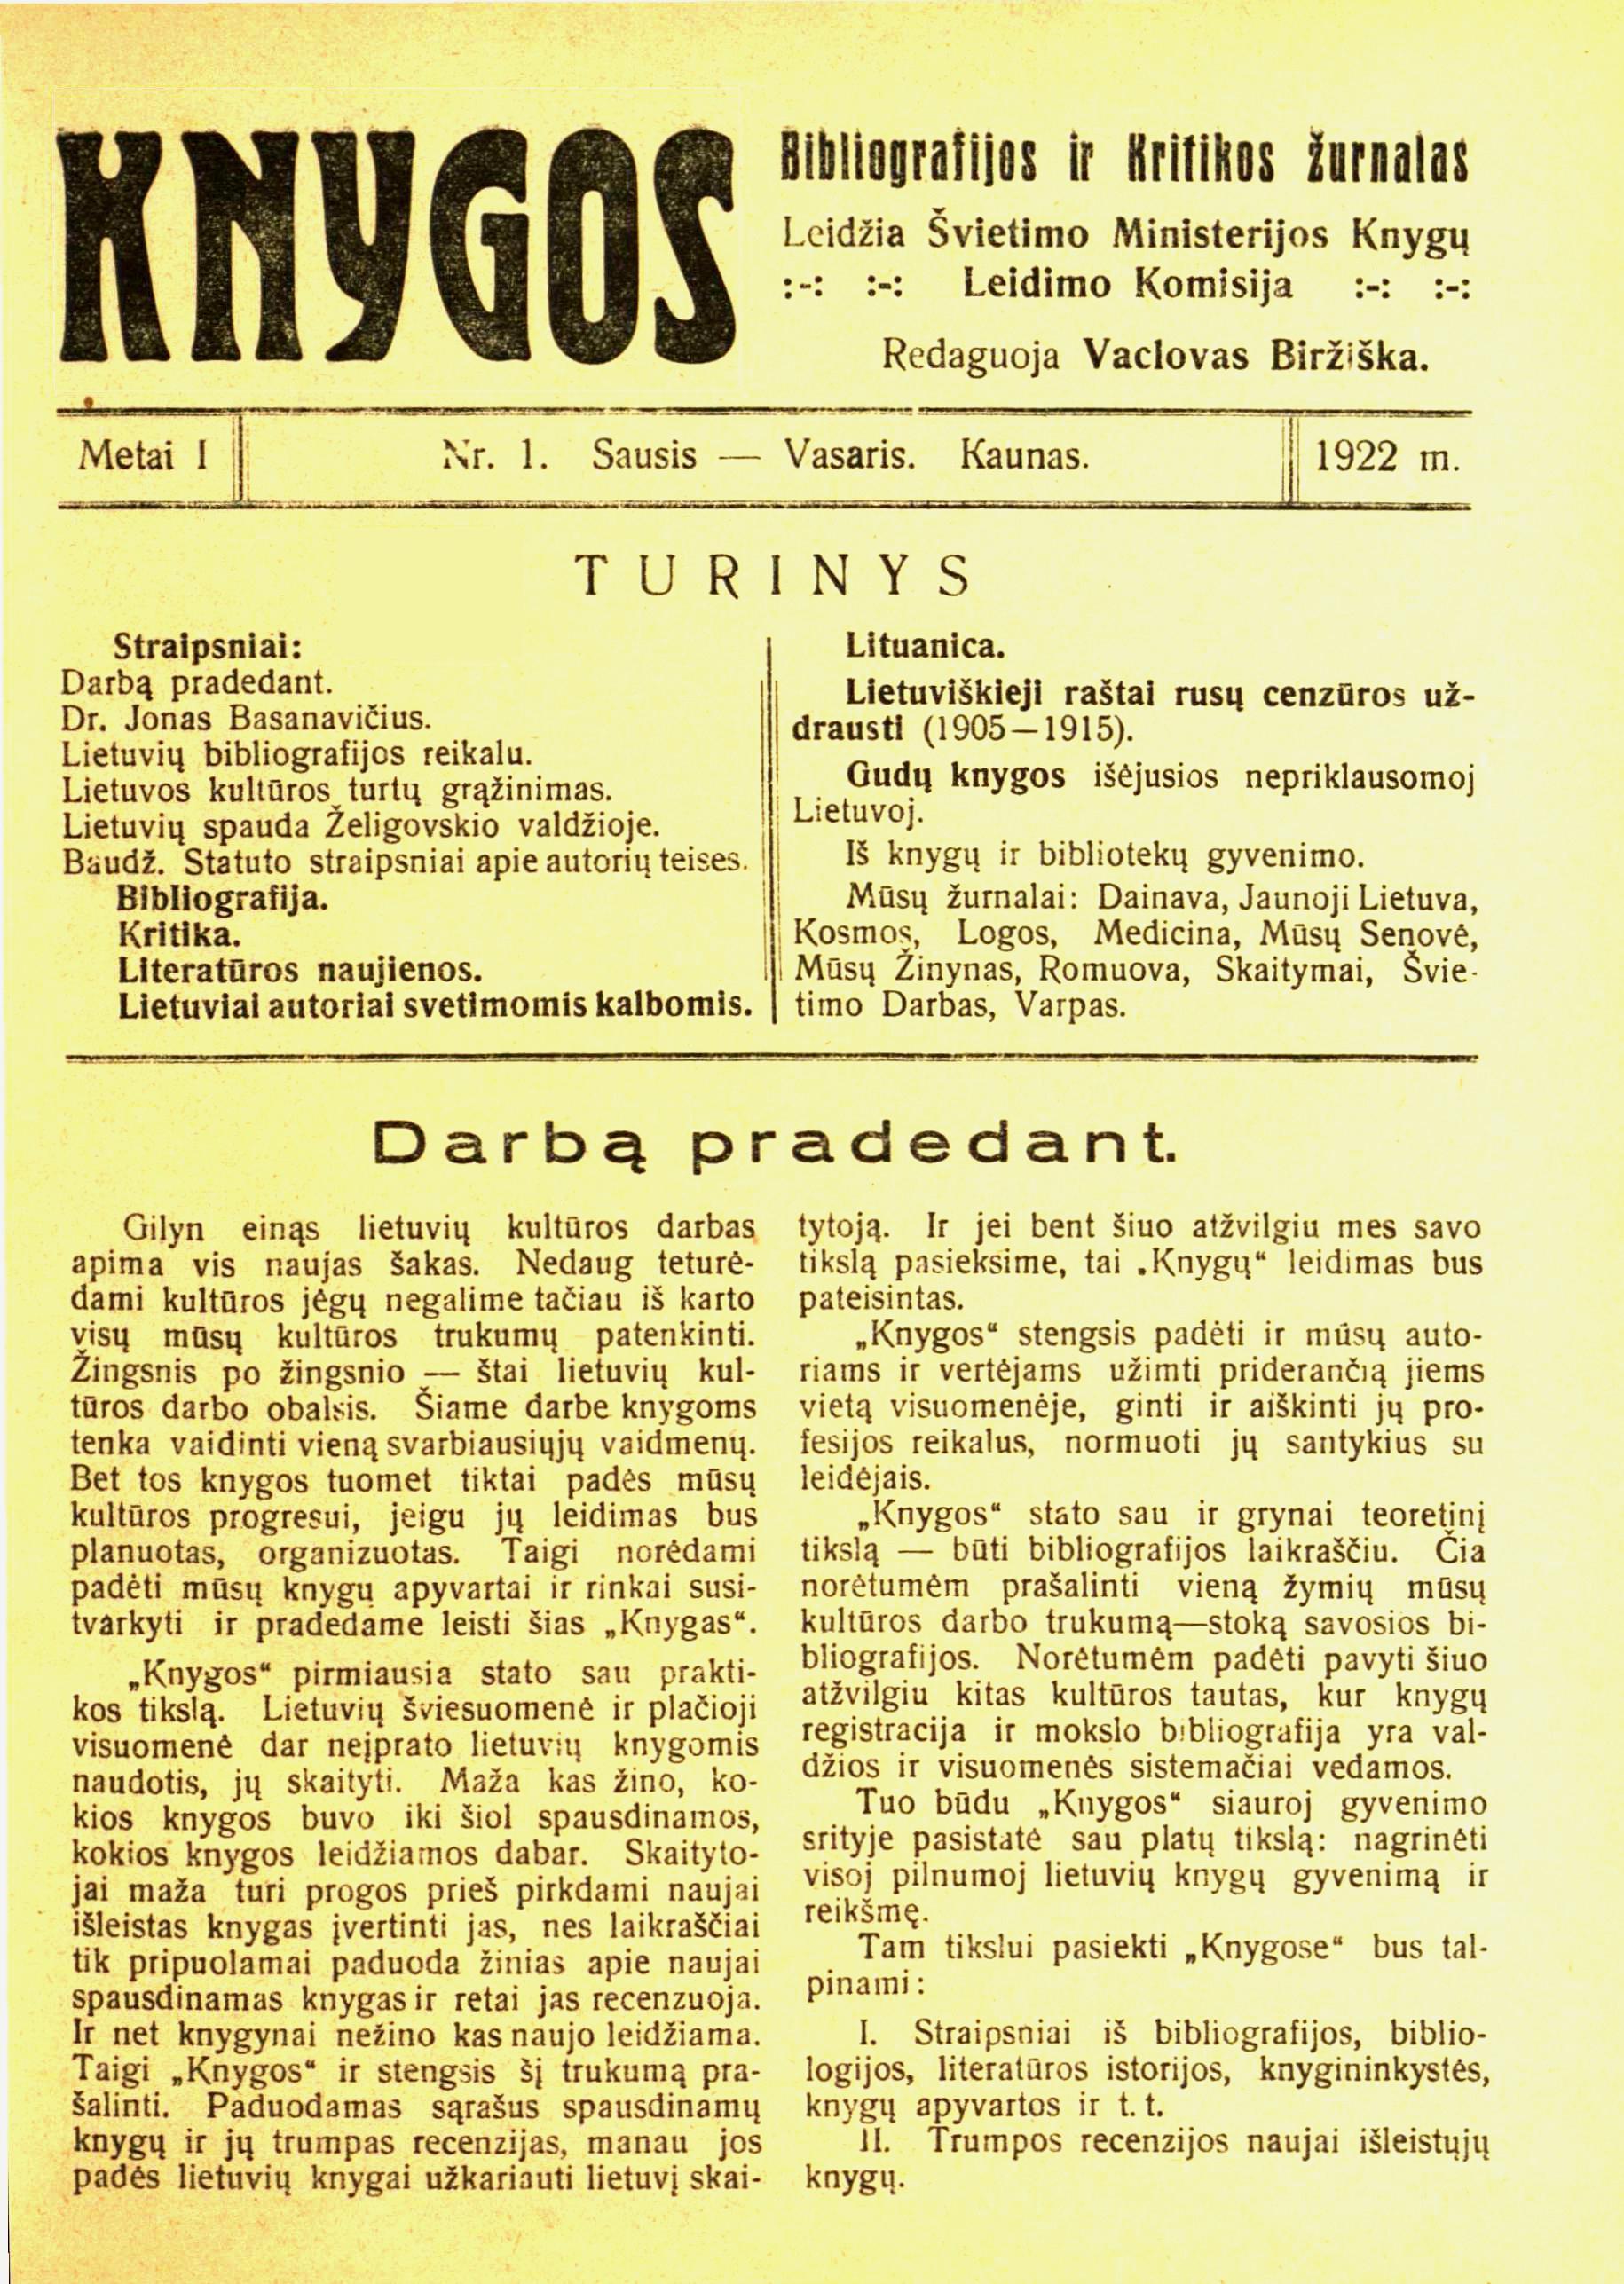 KNYGOS
Bibliografijos ir Kritikos žurnalas
Leidžia Švietimo Ministerijos Knygų
:-: :-: Leidimo Komisija :-: :-:
Redaguoja Vaclovas Biržiška.
Metai I
Nr. 1. Sausis — Vasaris. Kaunas.
1922 m.
TURINYS
Straipsniai:
Darbą pradedant.
Dr. Jonas Basanavičius.
Lietuvių bibliografijos reikalu.
Lietuvos kultūros turtų grąžinimas.
Lietuvių spauda Želigovskio valdžioje.
Baudž. Statuto straipsniai apie autorių teises.
Bibliografija.
Kritika.
Literatūros naujienos.
Lietuviai autoriai svetimomis kalbomis.
Lituanica.
Lietuviškieji raštai rusų cenzūros už-
drausti (1905—1915).
Gudų knygos išėjusios nepriklausomoj
Lietuvoj.
Iš knygų ir bibliotekų gyvenimo.
Mūsų žurnalai: Dainava, Jaunoji Lietuva,
Kosmos, Logos, Medicina, Mūsų Senovė,
Mūsų Žinynas, Romuova, Skaitymai, Švie-
timo Darbas, Varpas.
Darbą pradedant.
Gilyn einąs lietuvių kultūros darbas
apima vis naujas šakas. Nedaug teturė-
dami kultūros jėgų negalime tačiau iš karto
visų mūsų kultūros trukumų patenkinti.
Žingsnis po žingsnio — štai lietuvių kul-
tūros darbo obalsis. Šiame darbe knygoms
tenka vaidinti vieną svarbiausiųjų vaidmenų.
Bet tos knygos tuomet tiktai padės mūsų
kultūros progresui, jeigu jų leidimas bus
planuotas, organizuotas. Taigi norėdami
padėti mūsų knygų apyvartai ir rinkai susi-
tvarkyti ir pradedame leisti šias „Knygas“.
„Knygos“ pirmiausia stato sau prakti-
kos tikslą. Lietuvių šviesuomenė ir plačioji
visuomenė dar neįprato lietuvių knygomis
naudotis, jų skaityti. Maža kas žino, ko-
kios knygos buvo iki šiol spausdinamos,
kokios knygos leidžiamos dabar. Skaityto-
jai maža turi progos prieš pirkdami naujai
išleistas knygas įvertinti jas, nes laikraščiai
tik pripuolamai paduoda žinias apie naujai
spausdinamas knygas ir retai jas recenzuoja.
Ir net knygynai nežino kas naujo leidžiama.
Taigi „Knygos“ ir stengsis šį trukumą pra-
šalinti. Paduodamas sąrašus spausdinamų
knygų ir jų trumpas recenzijas, manau jos
padės lietuvių knygai užkariauti lietuvį skai-
tytoją. Ir jei bent šiuo atžvilgiu mes savo
tikslą pasieksime, tai „Knygų“ leidimas bus
pateisintas.
„Knygos“ stengsis padėti ir mūsų auto-
riams ir vertėjams užimti priderančią jiems
vietą visuomenėje, ginti ir aiškinti jų pro-
fesijos reikalus, normuoti jų santykius su
leidėjais.
„Knygos“ stato sau ir grynai teoretinį
tikslą — būti bibliografijos laikraščiu. Čia
norėtumėm prašalinti vieną žymių mūsų
kultūros darbo trukumą—stoką savosios bi-
bliografijos. Norėtumėm padėti pavyti šiuo
atžvilgiu kitas kultūros tautas, kur knygų
registracija ir mokslo bibliografija yra val-
džios ir visuomenės sistemačiai vedamos.
Tuo būdu „Knygos“ siauroj gyvenimo
srityje pasistatė sau platų tikslą: nagrinėti
visoj pilnumoj lietuvių knygų gyvenimą ir
reikšmę.
Tam tikslui pasiekti „Knygose“ bus tal-
pinami:
I. Straipsniai iš bibliografijos, biblio-
logijos, literatūros istorijos, knygininkystės,
knygų apyvartos ir t. t.
II. Trumpos recenzijos naujai išleistųjų
knygų.